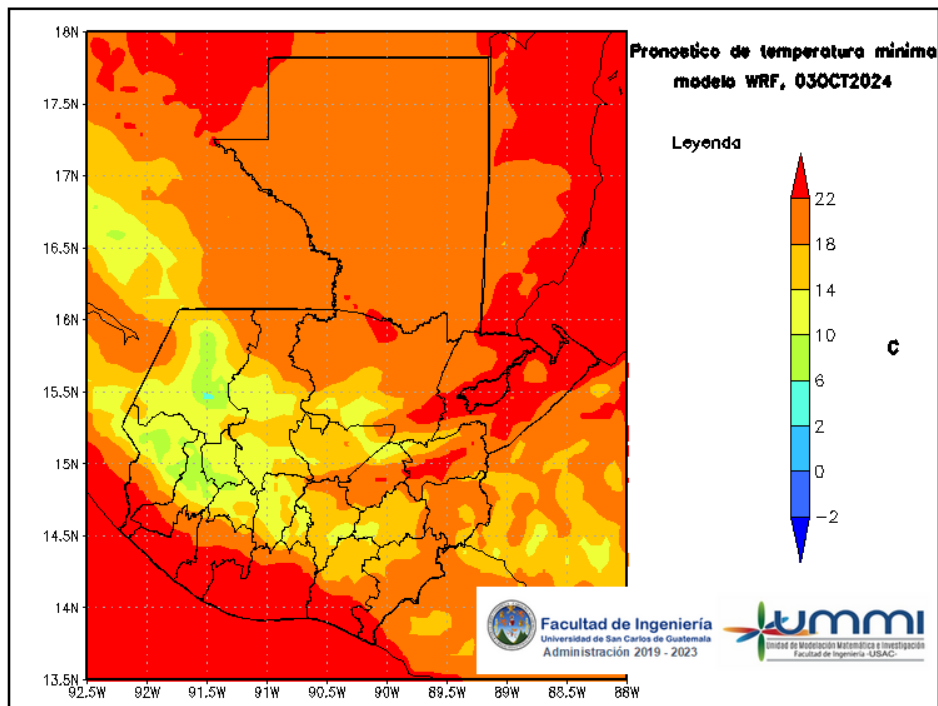 Pronostico de temperatura minima
modelo WRF, 03OCT2024
Leyenda
22
18
14
10
6
2
0
-2
C
18N
17.5N
17N
16.5N
16N
15.5N
15N
14.5N
14N
13.5N
92.5W
92W
91.5W
91W
90.5W
90W
89.5W
89W
88.5W
88W
Facultad de Ingeniería
Universidad de San Carlos de Guatemala
Administración 2019 - 2023
ummi
Unidad de Modelación Matemática e Investigación
Facultad de Ingeniería -USAC-